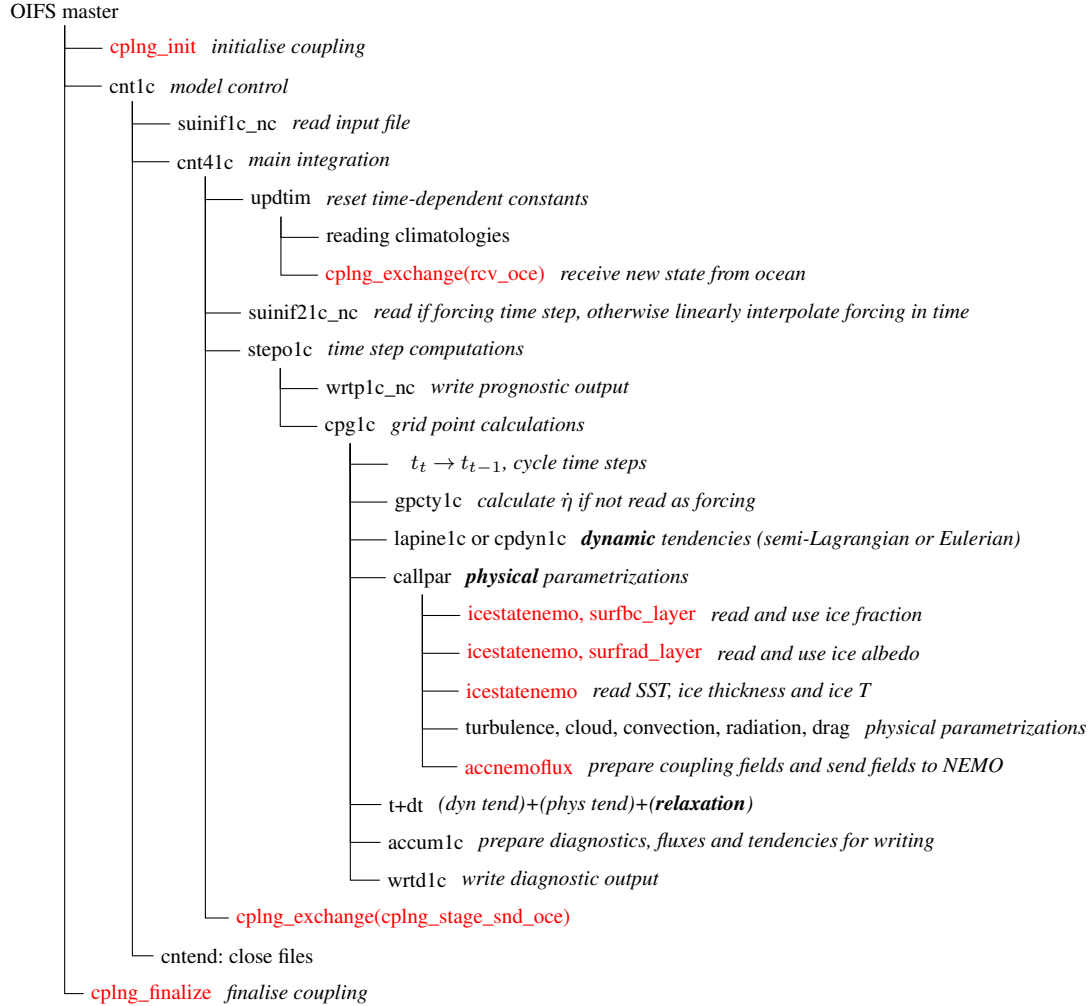 OIFS master
cplng_init initialise coupling
cnt1c model control
suinif1c_nc read input file
cnt41c main integration
updtim reset time-dependent constants
reading climatologies
cplng_exchange(rcv_oce) receive new state from ocean
suinif21c_nc read if forcing time step, otherwise linearly interpolate forcing in time
stepo1c time step computations
wrtp1c_nc write prognostic output
cpg1c grid point calculations
t_t → t_{t−1}, cycle time steps
gpcty1c calculate η̇ if not read as forcing
lapine1c or cpdyn1c dynamic tendencies (semi-Lagrangian or Eulerian)
callpar physical parametrizations
icestatenemo, surfbc_layer read and use ice fraction
icestatenemo, surfrad_layer read and use ice albedo
icestatenemo read SST, ice thickness and ice T
turbulence, cloud, convection, radiation, drag physical parametrizations
accnemoflux prepare coupling fields and send fields to NEMO
t+dt (dyn tend)+(phys tend)+(relaxation)
accum1c prepare diagnostics, fluxes and tendencies for writing
wrtd1c write diagnostic output
cplng_exchange(cplng_stage_snd_oce)
cntend: close files
cplng_finalize finalise coupling